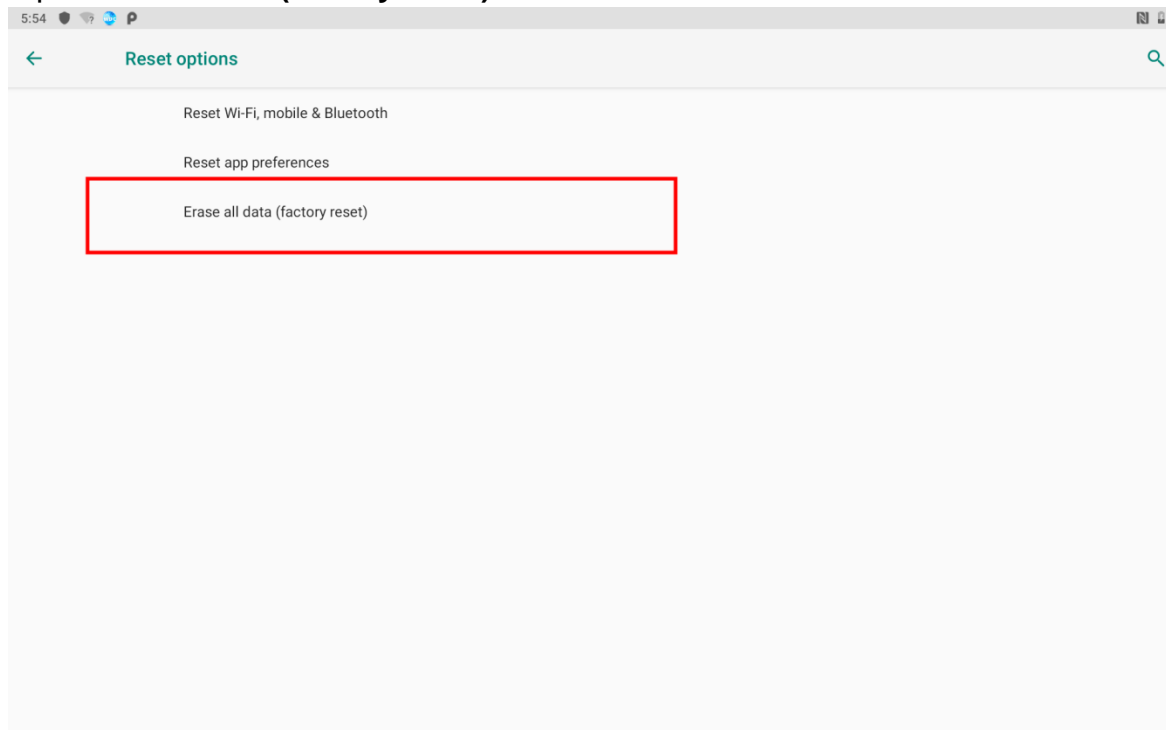 5:54
Reset options
Reset Wi-Fi, mobile & Bluetooth
Reset app preferences
Erase all data (factory reset)